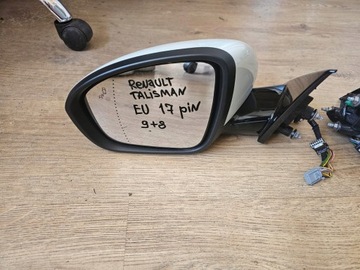 RENAULT
TALISMAN
EU 17 PIN
9+8